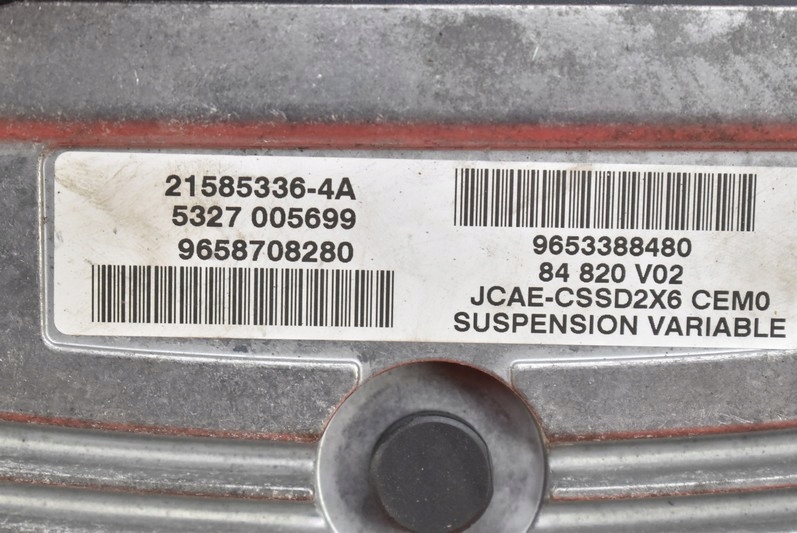 21585336-4A
5327 005699
9658708280
9653388480
84 820 V02
JCAE-CSSD2X6 CEM0
SUSPENSION VARIABLE